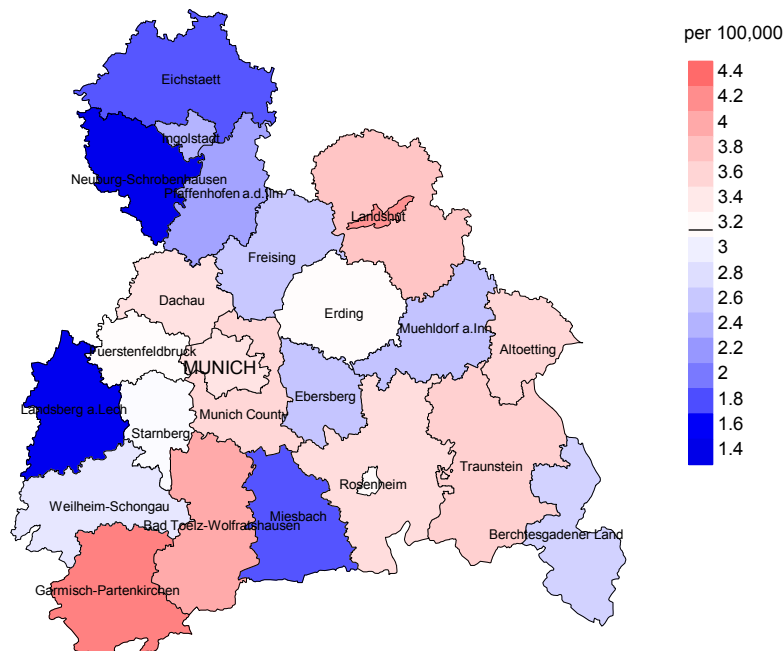 per 100,000
4.4
4.2
4
3.8
3.6
3.4
3.2
3
2.8
2.6
2.4
2.2
2
1.8
1.6
1.4
Eichstaett
Ingolstadt
Neuburg-Schrobenhausen
Pfaffenhofen a.d.Ilm
Landshut
Freising
Dachau
Erding
Muehldorf a.Inn
Fuerstenfeldbruck
MUNICH
Altoetting
Ebersberg
Landsberg a.Lech
Munich County
Starnberg
Traunstein
Rosenheim
Weilheim-Schongau
Miesbach
Bad Toelz-Wolfratshausen
Berchtesgadener Land
Garmisch-Partenkirchen